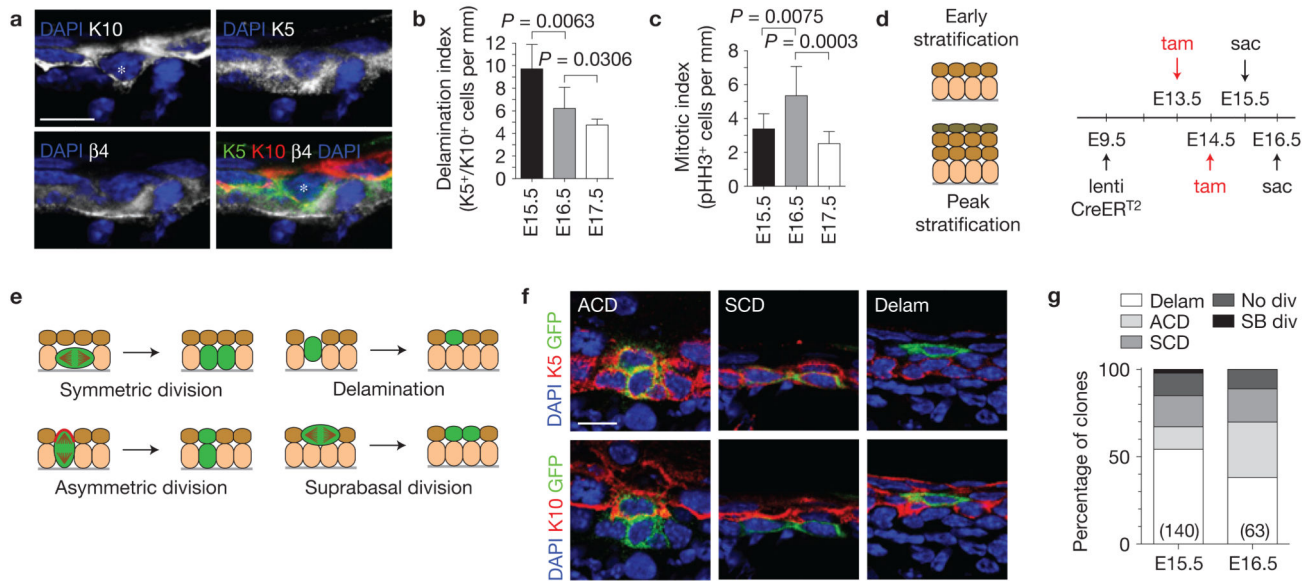 a
DAPI K10
DAPI K5
*
DAPI β4
K5 K10 β4 DAPI
*
b
Delamination index
(K5⁺/K10⁺ cells per mm)
P = 0.0063
P = 0.0306
12
10
8
6
4
2
0
E15.5
E16.5
E17.5
c
Mitotic index
(pHH3⁺ cells per mm)
P = 0.0075
P = 0.0003
8
6
4
2
0
E15.5
E16.5
E17.5
d
Early
stratification
Peak
stratification
tam
sac
E13.5
E15.5
E9.5
E14.5
E16.5
lenti
CreERᵀ²
tam
sac
e
Symmetric division
Delamination
Asymmetric division
Suprabasal division
f
ACD
SCD
Delam
DAPI K5 GFP
DAPI K10 GFP
g
Delam
ACD
SCD
No div
SB div
Percentage of clones
100
50
0
(140)
(63)
E15.5
E16.5